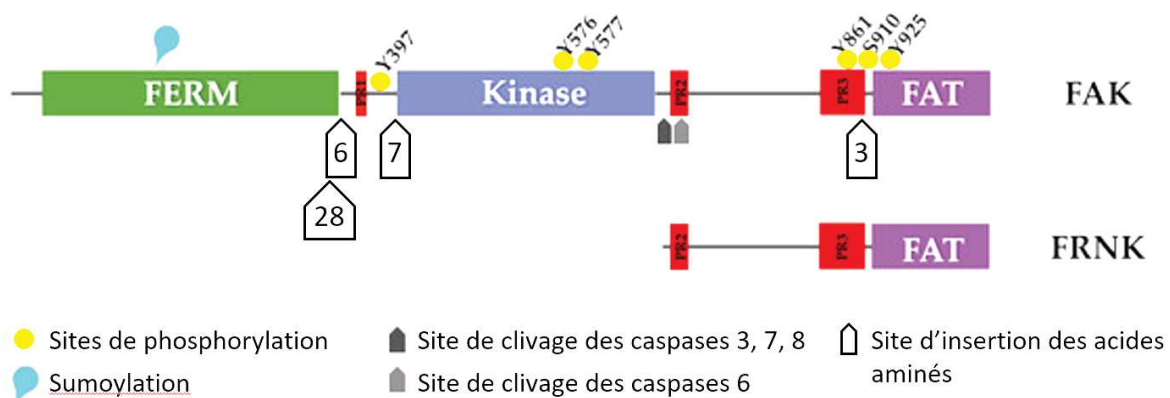 Y397
Y576
Y577
Y861
S910
Y925
FERM
PR1
Kinase
PR2
PR3
FAT
FAK
6
7
3
28
PR2
PR3
FAT
FRNK
Sites de phosphorylation
Site de clivage des caspases 3, 7, 8
Site d’insertion des acides
aminés
Sumoylation
Site de clivage des caspases 6